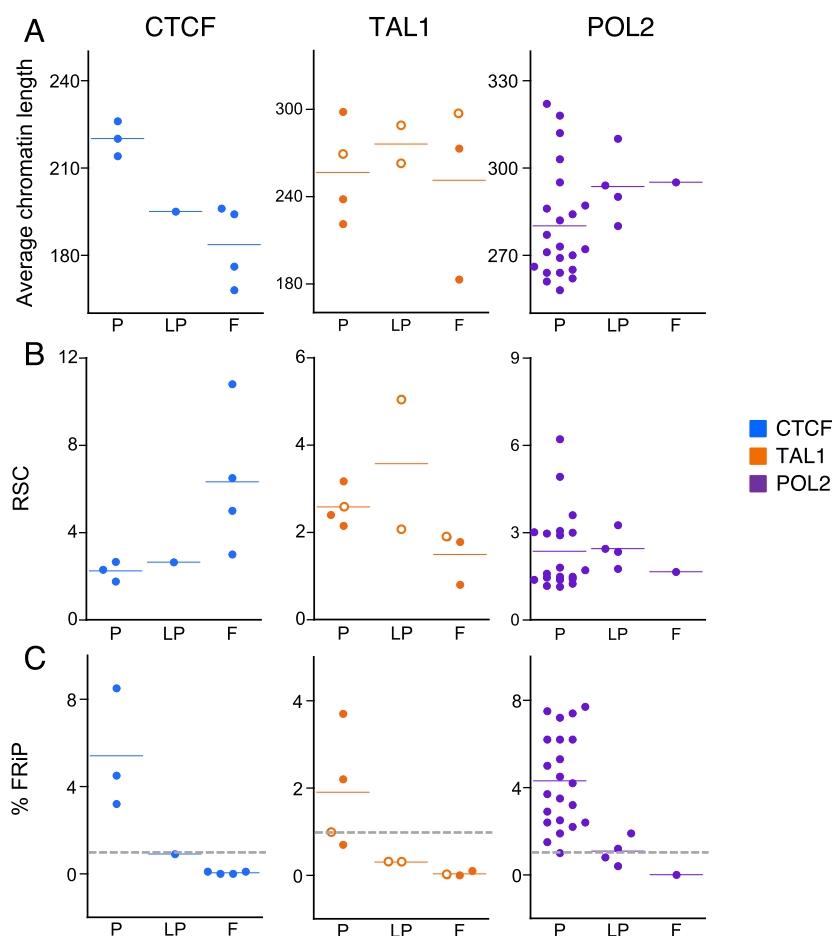 A CTCF TAL1 POL2
Average chromatin length
240
210
180
P LP F
300
240
180
P LP F
330
300
270
P LP F
B
RSC
12
8
4
0
P LP F
6
4
2
0
P LP F
9
6
3
0
P LP F
CTCF
TAL1
POL2
C
% FRiP
8
4
0
P LP F
4
2
0
P LP F
8
4
0
P LP F